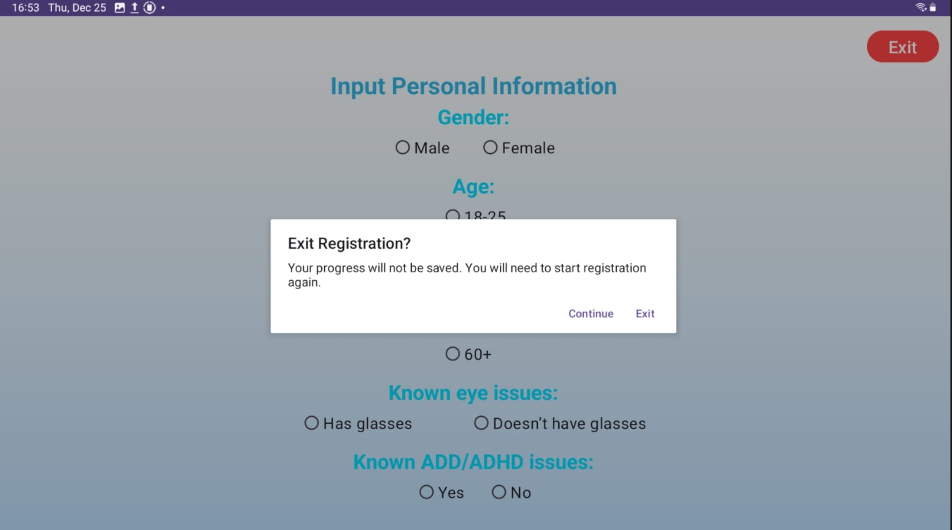 16:53 Thu, Dec 25
Exit
Input Personal Information
Gender:
Male Female
Age:
18-25
Exit Registration?
Your progress will not be saved. You will need to start registration
again.
Continue Exit
60+
Known eye issues:
Has glasses Doesn't have glasses
Known ADD/ADHD issues:
Yes No